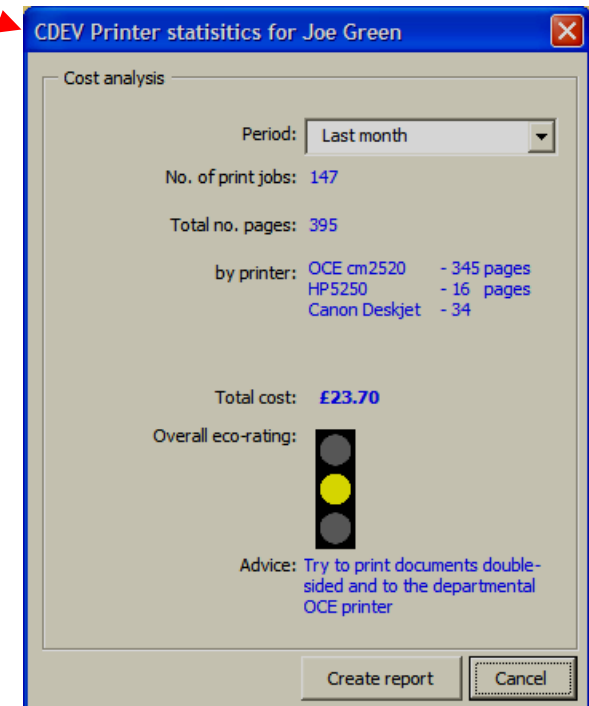 CDEV Printer statisitics for Joe Green
Cost analysis
Period: Last month
No. of print jobs: 147
Total no. pages: 395
by printer: OCE cm2520 - 345 pages
HP5250 - 16 pages
Canon Deskjet - 34
Total cost: £23.70
Overall eco-rating:
Advice: Try to print documents double-
sided and to the departmental
OCE printer
Create report Cancel